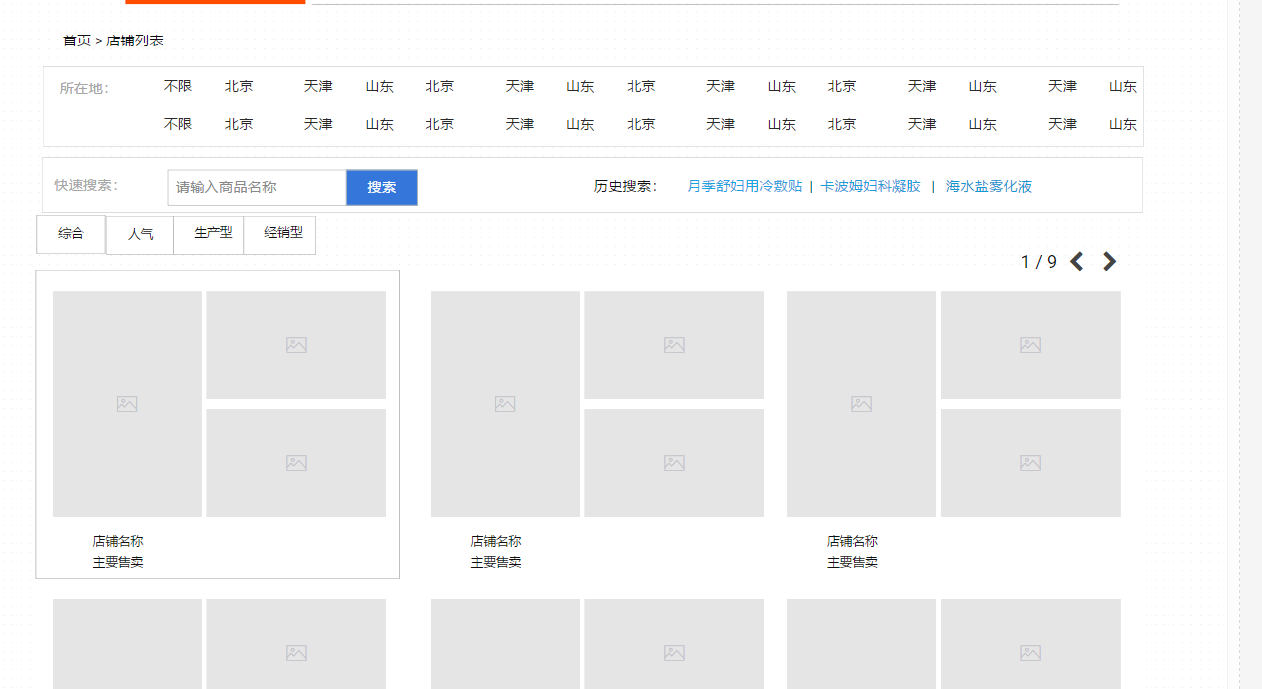 首页 > 店铺列表
所在地： 不限 北京 天津 山东 北京 天津 山东 北京 天津 山东 北京 天津 山东 天津 山东
不限 北京 天津 山东 北京 天津 山东 北京 天津 山东 北京 天津 山东 天津 山东
快速搜索： 请输入商品名称 搜索 历史搜索： 月季舒妇用冷敷贴 | 卡波姆妇科凝胶 | 海水盐雾化液
综合 人气 生产型 经销型
1 / 9
店铺名称 店铺名称 店铺名称
主要售卖 主要售卖 主要售卖